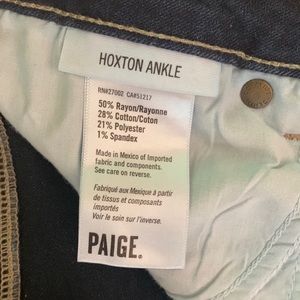 HOXTON ANKLE
RN#27002 CA#51217
50% Rayon/Rayonne
28% Cotton/Coton
21% Polyester
1% Spandex
Made in Mexico of Imported
fabric and components.
See care on reverse.
Fabriqué aux Mexique à partir
de tissus et composants
importés
Voir le soin sur l'inverse.
PAIGE.